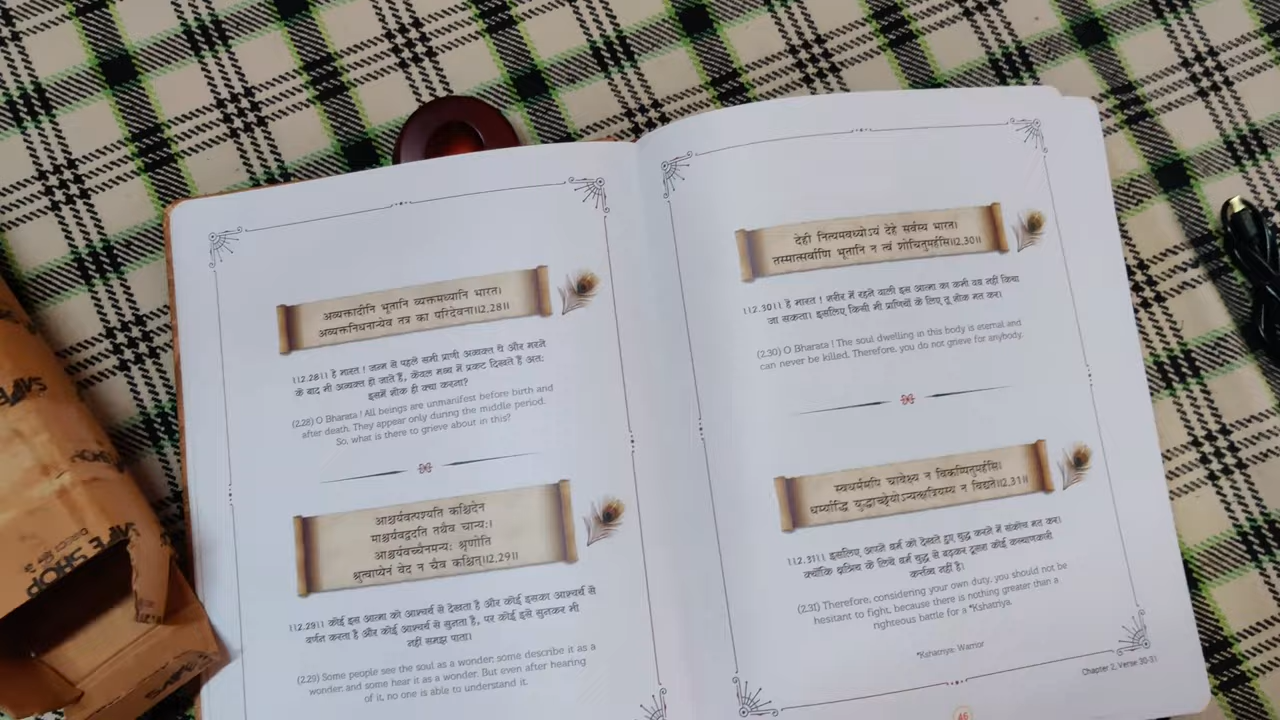 अव्यक्तादीनि भूतानि व्यक्तमध्यानि भारत।
अव्यक्तनिधनान्येव तत्र का परिदेवना।।2.28।।
।।2.28।। हे भारत ! जन्म से पहले सभी प्राणी अव्यक्त थे और मरने
के बाद भी अव्यक्त हो जाते हैं, केवल मध्य में प्रकट दिखते हैं अतः
इसमें शोक ही क्या करना?
(2.28) O Bharata ! All beings are unmanifest before birth and
after death. They appear only during the middle period.
So, what is there to grieve about in this?
आश्चर्यवत्पश्यति कश्चिदेन
माश्चर्यवद्वदति तथैव चान्यः।
आश्चर्यवच्चैनमन्यः श्रृणोति
श्रुत्वाप्येनं वेद न चैव कश्चित्।।2.29।।
।।2.29।। कोई इस आत्मा को आश्चर्य से देखता है और कोई इसका आश्चर्य से
वर्णन करता है और कोई आश्चर्य से सुनता है, पर कोई इसे सुनकर भी
नहीं समझ पाता।
(2.29) Some people see the soul as a wonder, some describe it as a
wonder, and some hear it as a wonder. But even after hearing
of it, no one is able to understand it.
देही नित्यमवध्योऽयं देहे सर्वस्य भारत।
तस्मात्सर्वाणि भूतानि न त्वं शोचितुमर्हसि।।2.30।।
।।2.30।। हे भारत ! शरीर में रहने वाली इस आत्मा का कभी वध नहीं किया
जा सकता। इसलिए, किसी भी प्राणियों के लिए तू शोक मत कर।
(2.30) O Bharata ! The soul dwelling in this body is eternal and
can never be killed. Therefore, you do not grieve for anybody.
स्वधर्ममपि चावेक्ष्य न विकम्पितुमर्हसि।
धर्म्याद्धि युद्धाच्छ्रेयोऽन्यत्क्षत्रियस्य न विद्यते।।2.31।।
।।2.31।। इसलिए, अपने धर्म को देखते हुए युद्ध करने में संकोच मत कर।
क्योंकि क्षत्रिय के लिये धर्म युद्ध से बढ़कर दूसरा कोई कल्याणकारी
कर्त्तव्य नहीं है।
(2.31) Therefore, considering your own duty, you should not be
hesitant to fight, because there is nothing greater than a
righteous battle for a *Kshatriya.
*Kshatriya: Warrior
Chapter 2, Verse 30-31
46
SAFE SHOP